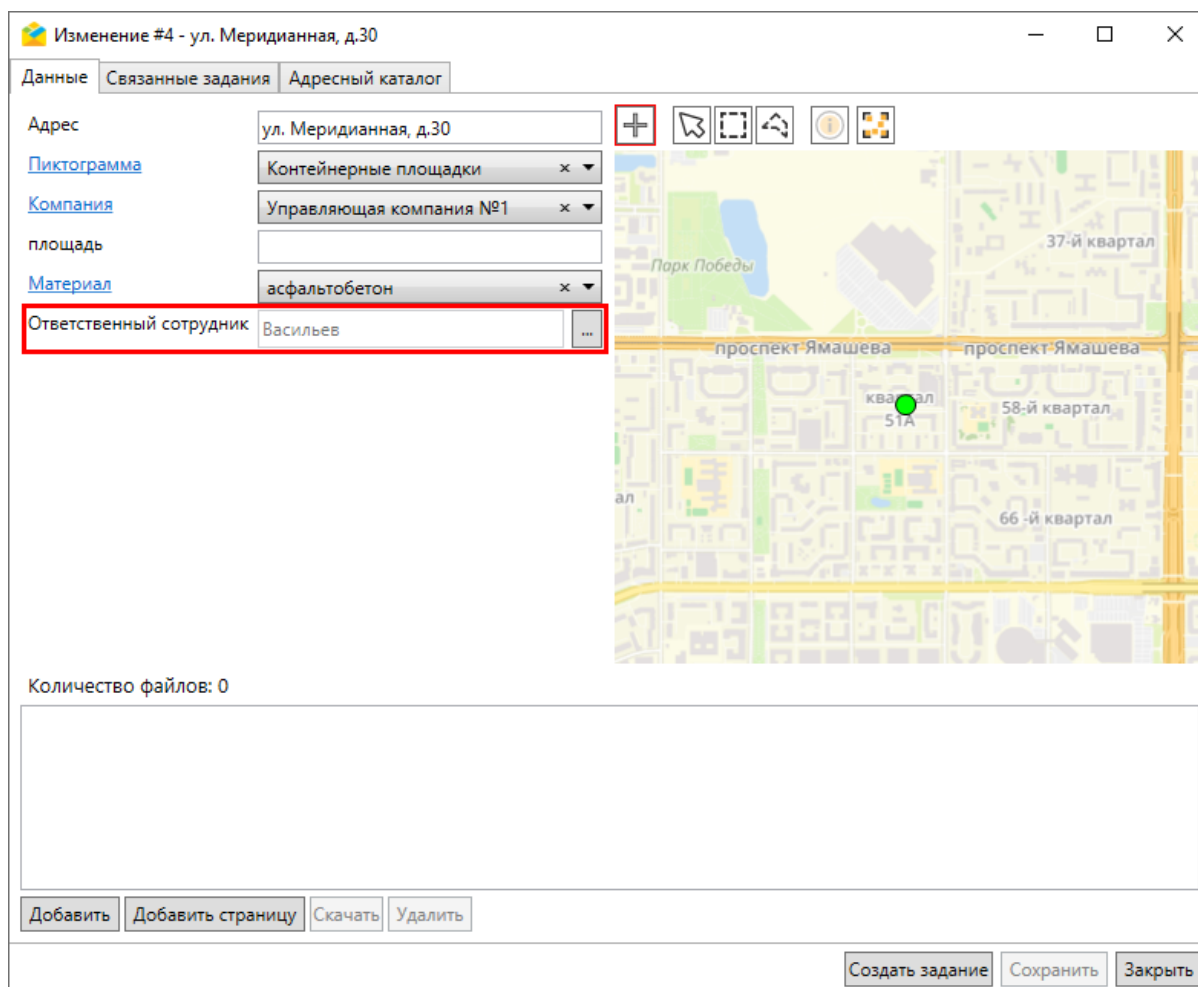 Изменение #4 - ул. Меридианная, д.30
Данные Связанные задания Адресный каталог
Адрес ул. Меридианная, д.30
Пиктограмма Контейнерные площадки
Компания Управляющая компания №1
площадь
Материал асфальтобетон
Ответственный сотрудник Васильев ...
37-й квартал
Парк Победы
проспект Ямашева проспект Ямашева
квартал
51А
58-й квартал
ал
66 -й квартал
Количество файлов: 0
Добавить Добавить страницу Скачать Удалить
Создать задание Сохранить Закрыть